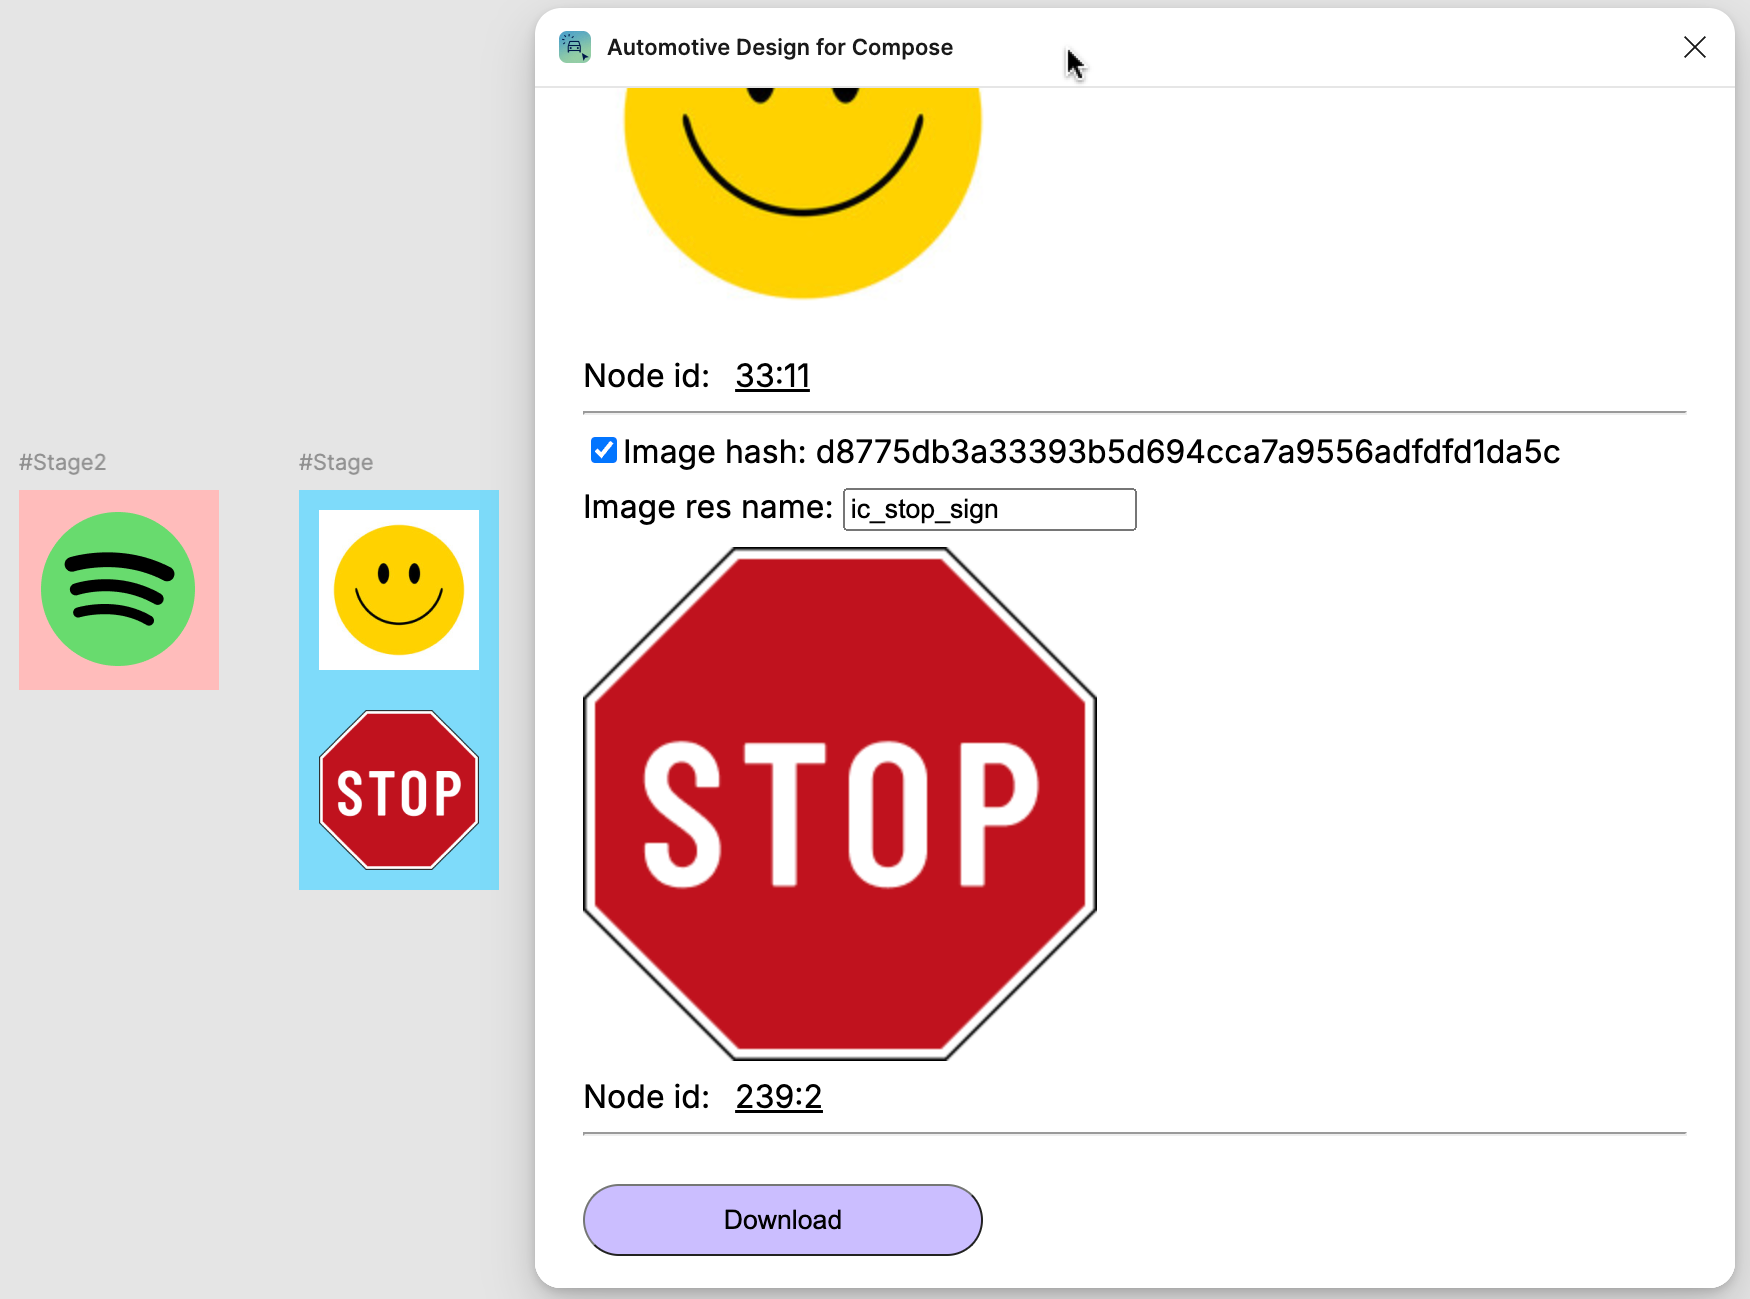 Automotive Design for Compose
Node id: 33:11
Image hash: d8775db3a33393b5d694cca7a9556adfdfd1da5c
Image res name: ic_stop_sign
STOP
Node id: 239:2
Download
#Stage2
#Stage
STOP